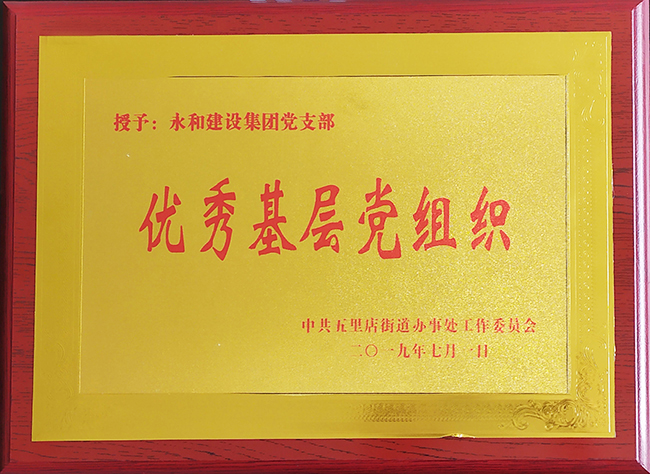 授予：永和建设集团党支部
优秀基层党组织
中共五里店街道办事处工作委员会
二〇一九年七月一日